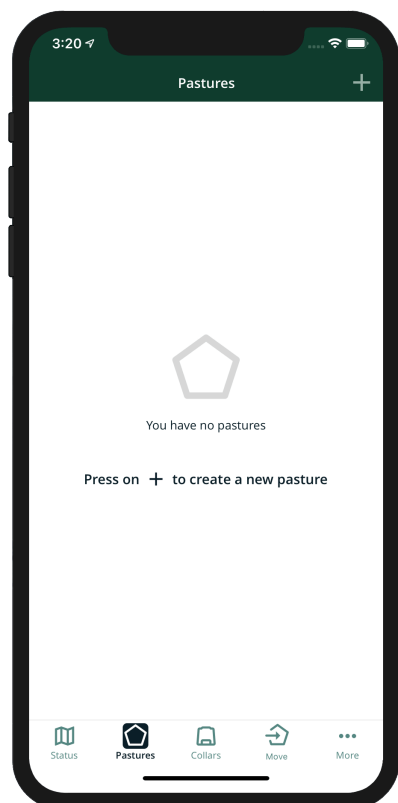 3:20
Pastures
You have no pastures
Press on + to create a new pasture
Status Pastures Collars Move More